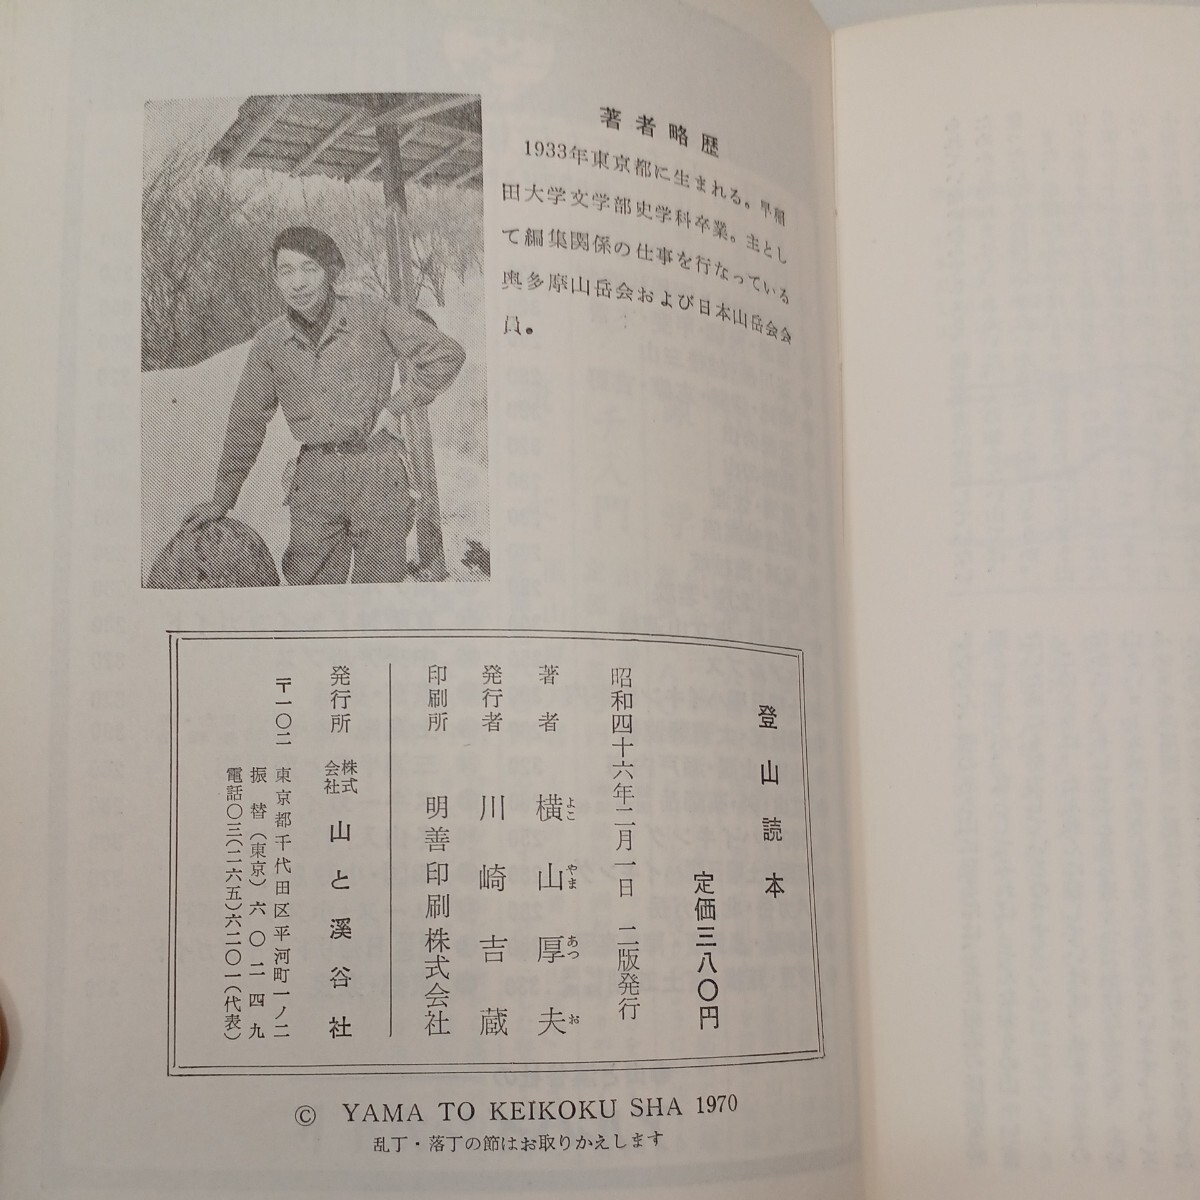 著者略歴
1933年東京都に生まれる。早稲
田大学文学部史学科卒業。主とし
て編集関係の仕事を行なっている
奥多摩山岳会および日本山岳会会
員。
登山読本
定価三八〇円
昭和四十六年二月一日 二版発行
著者 横山厚夫
よこ やま あつ お
発行者 川崎吉蔵
印刷所 明善印刷株式会社
発行所 株式会社 山と溪谷社
〒一〇二 東京都千代田区平河町一ノ二
振替(東京)六〇二四九
電話〇三(二六五)六二〇一(代表)
© YAMA TO KEIKOKU SHA 1970
乱丁・落丁の節はお取りかえします